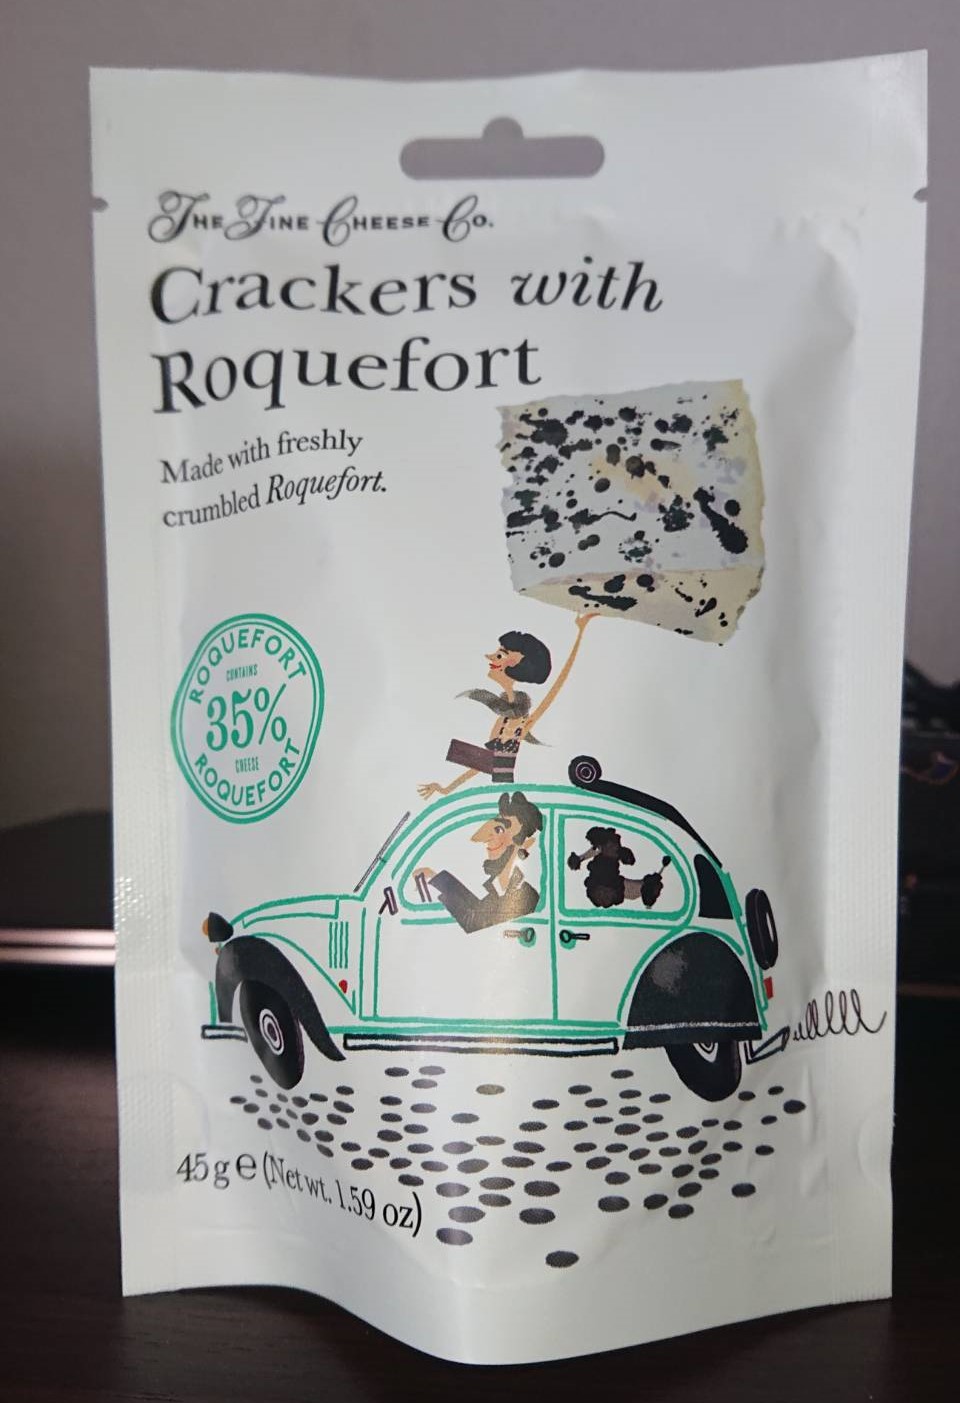 The Fine Cheese Co.
Crackers with
Roquefort
Made with freshly
crumbled Roquefort.
ROQUEFORT
CONTAINS
35%
CHEESE
ROQUEFORT
45g e (Net wt. 1.59 oz)